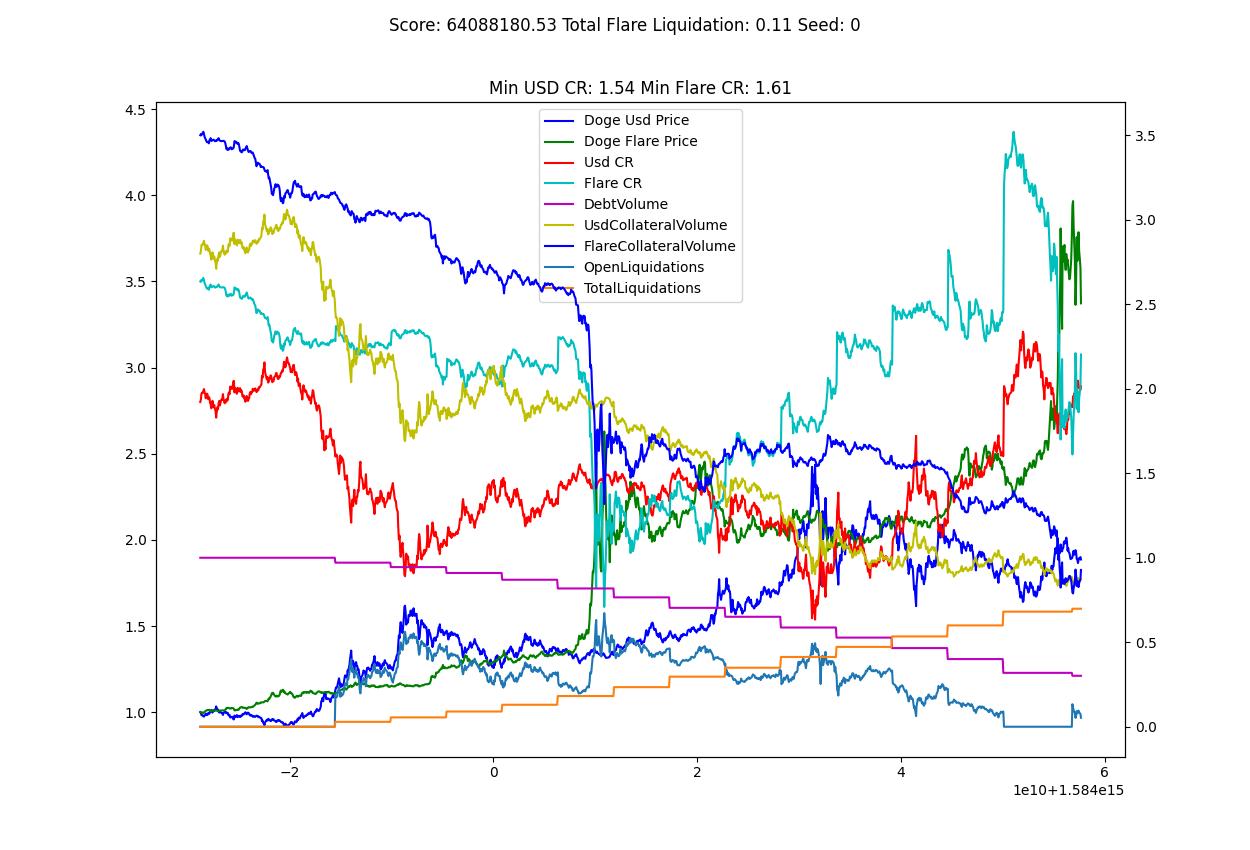 Score: 64088180.53 Total Flare Liquidation: 0.11 Seed: 0
Min USD CR: 1.54 Min Flare CR: 1.61
4.5
4.0
3.5
3.0
2.5
2.0
1.5
1.0
Doge Usd Price
Doge Flare Price
Usd CR
Flare CR
DebtVolume
UsdCollateralVolume
FlareCollateralVolume
OpenLiquidations
TotalLiquidations
3.5
3.0
2.5
2.0
1.5
1.0
0.5
0.0
−2 0 2 4 6
1e10+1.584e15